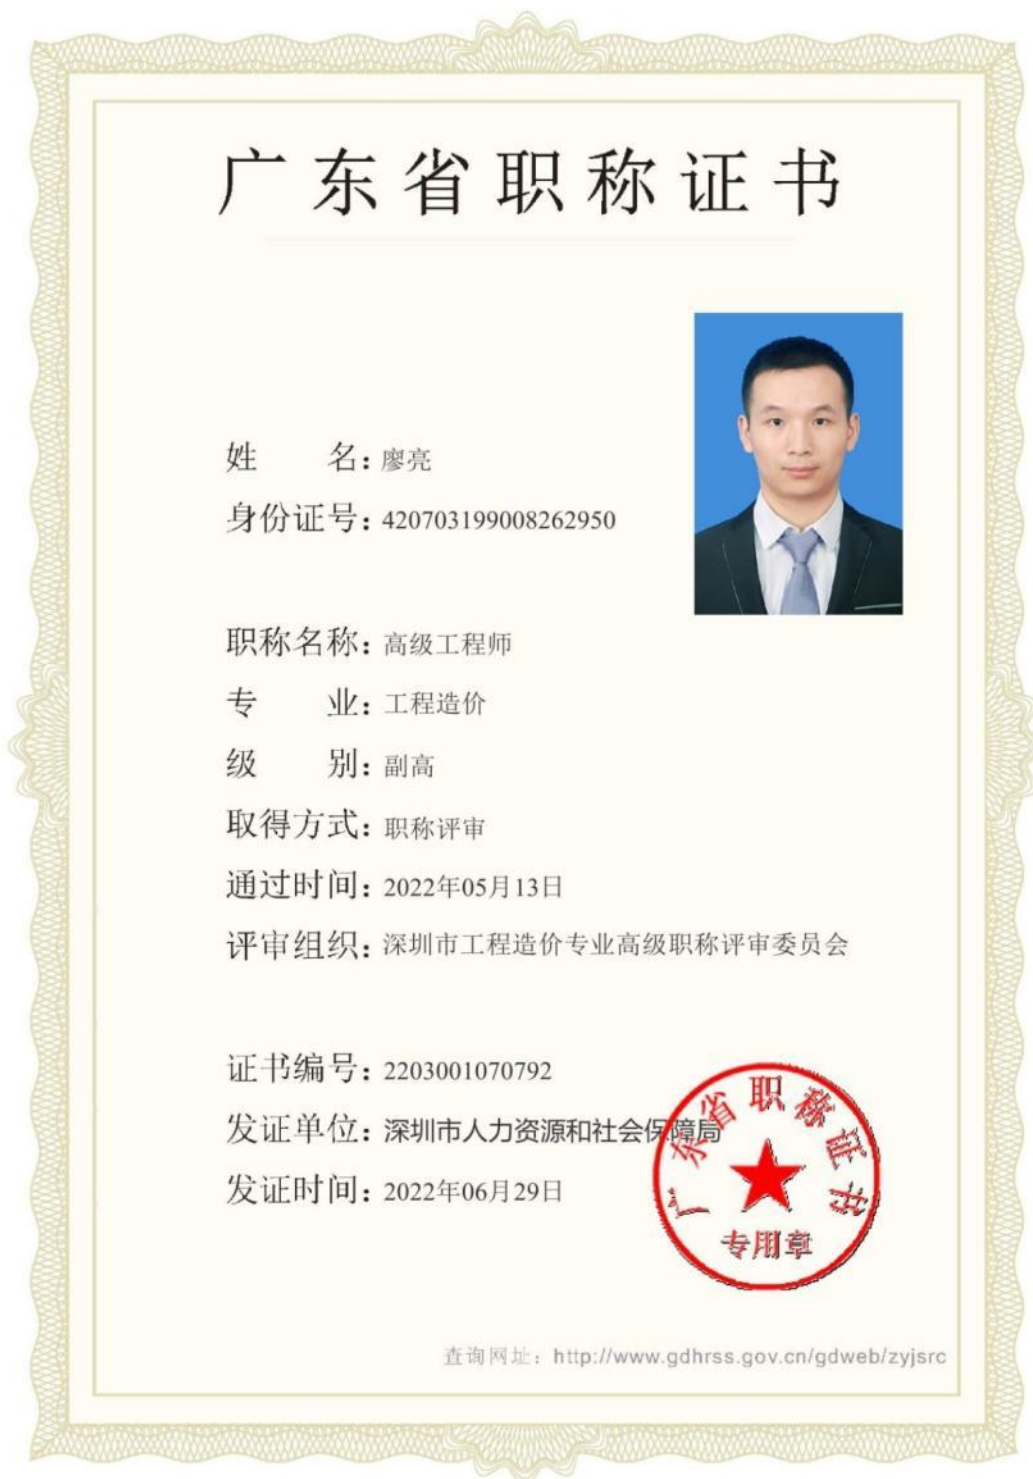 广东省职称证书
姓 名：廖亮
身份证号：420703199008262950
职称名称：高级工程师
专 业：工程造价
级 别：副高
取得方式：职称评审
通过时间：2022年05月13日
评审组织：深圳市工程造价专业高级职称评审委员会
证书编号：2203001070792
发证单位：深圳市人力资源和社会保障局
发证时间：2022年06月29日
广东省职称证书
专用章
查询网址：http://www.gdhrss.gov.cn/gdweb/zyjsrc